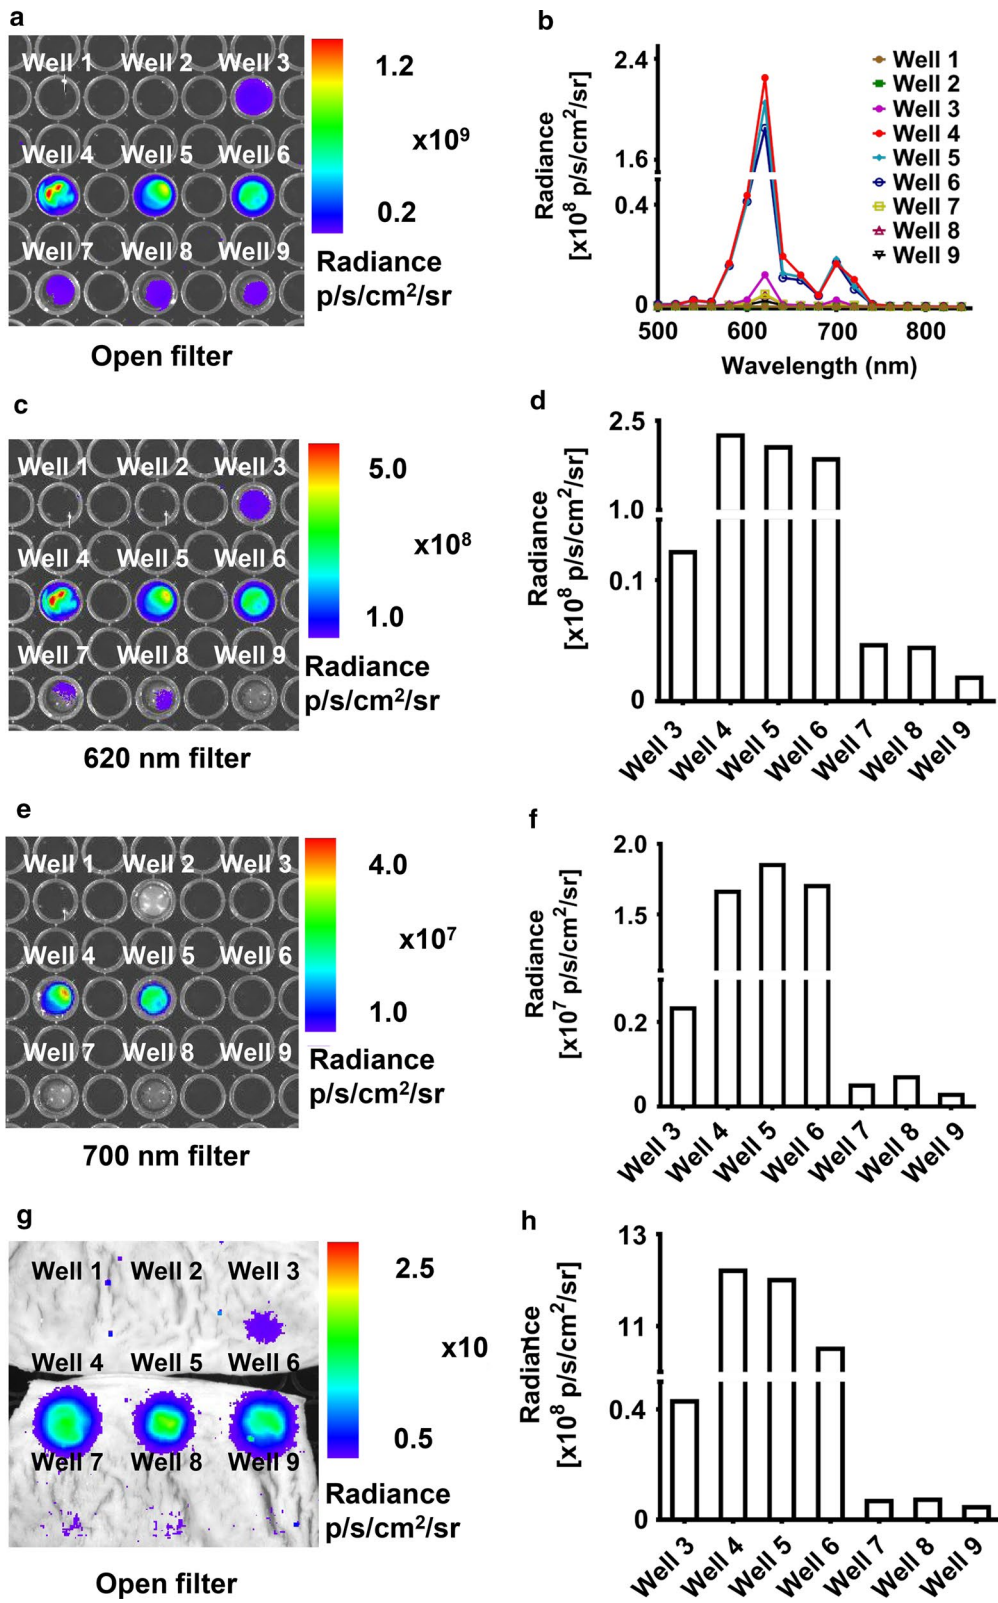 a
Well 1 Well 2 Well 3
Well 4 Well 5 Well 6
Well 7 Well 8 Well 9
1.2
x10⁹
0.2
Radiance
p/s/cm²/sr
Open filter
b
Radiance
[x10⁸ p/s/cm²/sr]
2.4
1.6
0.4
0
500 600 700 800
Wavelength (nm)
Well 1
Well 2
Well 3
Well 4
Well 5
Well 6
Well 7
Well 8
Well 9
c
Well 1 Well 2 Well 3
Well 4 Well 5 Well 6
Well 7 Well 8 Well 9
5.0
x10⁸
1.0
Radiance
p/s/cm²/sr
620 nm filter
d
Radiance
[x10⁸ p/s/cm²/sr]
2.5
1.0
0.1
0
Well 3 Well 4 Well 5 Well 6 Well 7 Well 8 Well 9
e
Well 1 Well 2 Well 3
Well 4 Well 5 Well 6
Well 7 Well 8 Well 9
4.0
x10⁷
1.0
Radiance
p/s/cm²/sr
700 nm filter
f
Radiance
[x10⁷ p/s/cm²/sr]
2.0
1.5
0.2
0
Well 3 Well 4 Well 5 Well 6 Well 7 Well 8 Well 9
g
Well 1 Well 2 Well 3
Well 4 Well 5 Well 6
Well 7 Well 8 Well 9
2.5
x10
0.5
Radiance
p/s/cm²/sr
Open filter
h
Radiance
[x10⁸ p/s/cm²/sr]
13
11
0.4
0
Well 3 Well 4 Well 5 Well 6 Well 7 Well 8 Well 9